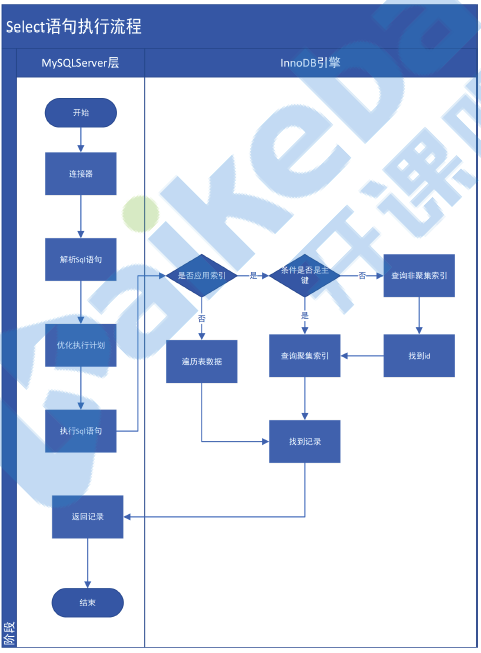 Select语句执行流程
MySQLServer层
InnoDB引擎
开始
连接器
解析Sql语句
是否应用索引
是
条件是否是主
键
否
查询非聚集索引
否
是
优化执行计划
遍历表数据
查询聚集索引
找到id
执行Sql语句
找到记录
返回记录
结束
阶段
kaikeba
开课吧